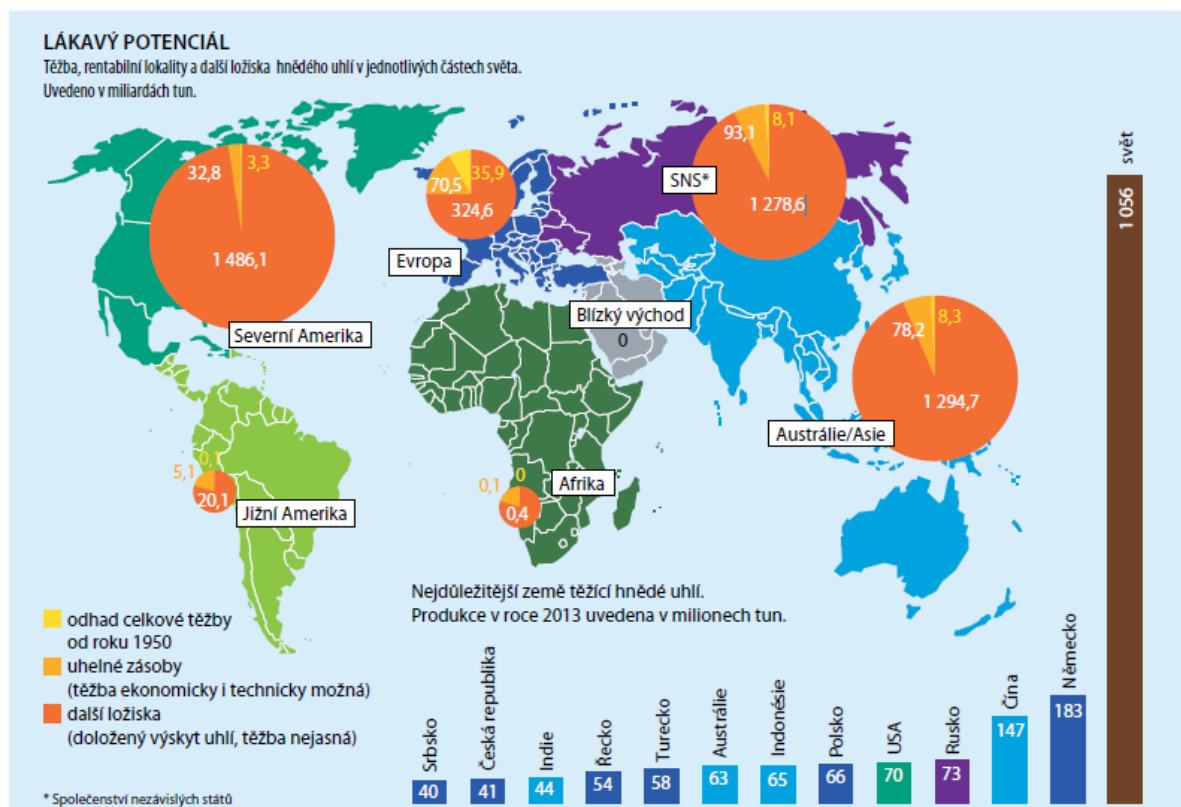 LÁKAVÝ POTENCIÁL
Těžba, rentabilní lokality a další ložiska hnědého uhlí v jednotlivých částech světa.
Uvedeno v miliardách tun.
32,8
3,3
1 486,1
Severní Amerika
70,5
35,9
324,6
Evropa
93,1
8,1
SNS*
1 278,6
Blízký východ
0
78,2
8,3
1 294,7
Austrálie/Asie
5,1
0,1
20,1
Jižní Amerika
0,1
0
0,4
Afrika
svět
1 056
odhad celkové těžby
od roku 1950
uhelné zásoby
(těžba ekonomicky i technicky možná)
další ložiska
(doložený výskyt uhlí, těžba nejasná)
* Společenství nezávislých států
Nejdůležitější země těžící hnědé uhlí.
Produkce v roce 2013 uvedena v milionech tun.
Srbsko
40
Česká republika
41
Indie
44
Řecko
54
Turecko
58
Austrálie
63
Indonésie
65
Polsko
66
USA
70
Rusko
73
Čína
147
Německo
183